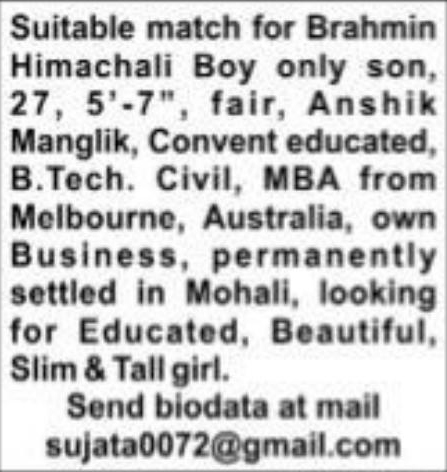 Suitable match for Brahmin
Himachali Boy only son,
27, 5'-7", fair, Anshik
Manglik, Convent educated,
B.Tech. Civil, MBA from
Melbourne, Australia, own
Business, permanently
settled in Mohali, looking
for Educated, Beautiful,
Slim & Tall girl.
Send biodata at mail
sujata0072@gmail.com